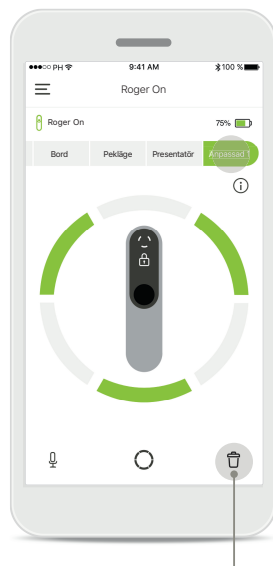 PH 9:41 AM 100 %
Roger On
Roger On 75%
Bord Pekläge Presentatör Anpassad 1